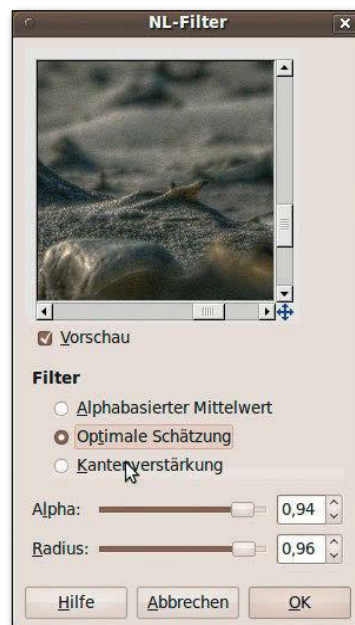 NL-Filter
Vorschau
Filter
Alphabasierter Mittelwert
Optimale Schätzung
Kantenverstärkung
Alpha: 0,94
Radius: 0,96
Hilfe Abbrechen OK